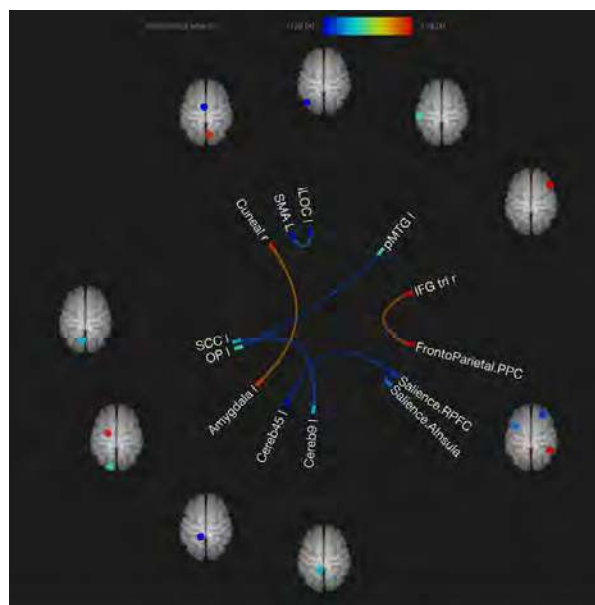 iLOC l
SMA L
Cuneal r
pMTG l
IFG tri r
SCC l
OP l
FrontoParietal.PPC
Amygdala l
Salience.RPFC
Salience.AInsula
Cereb45 l
Cereb9 l